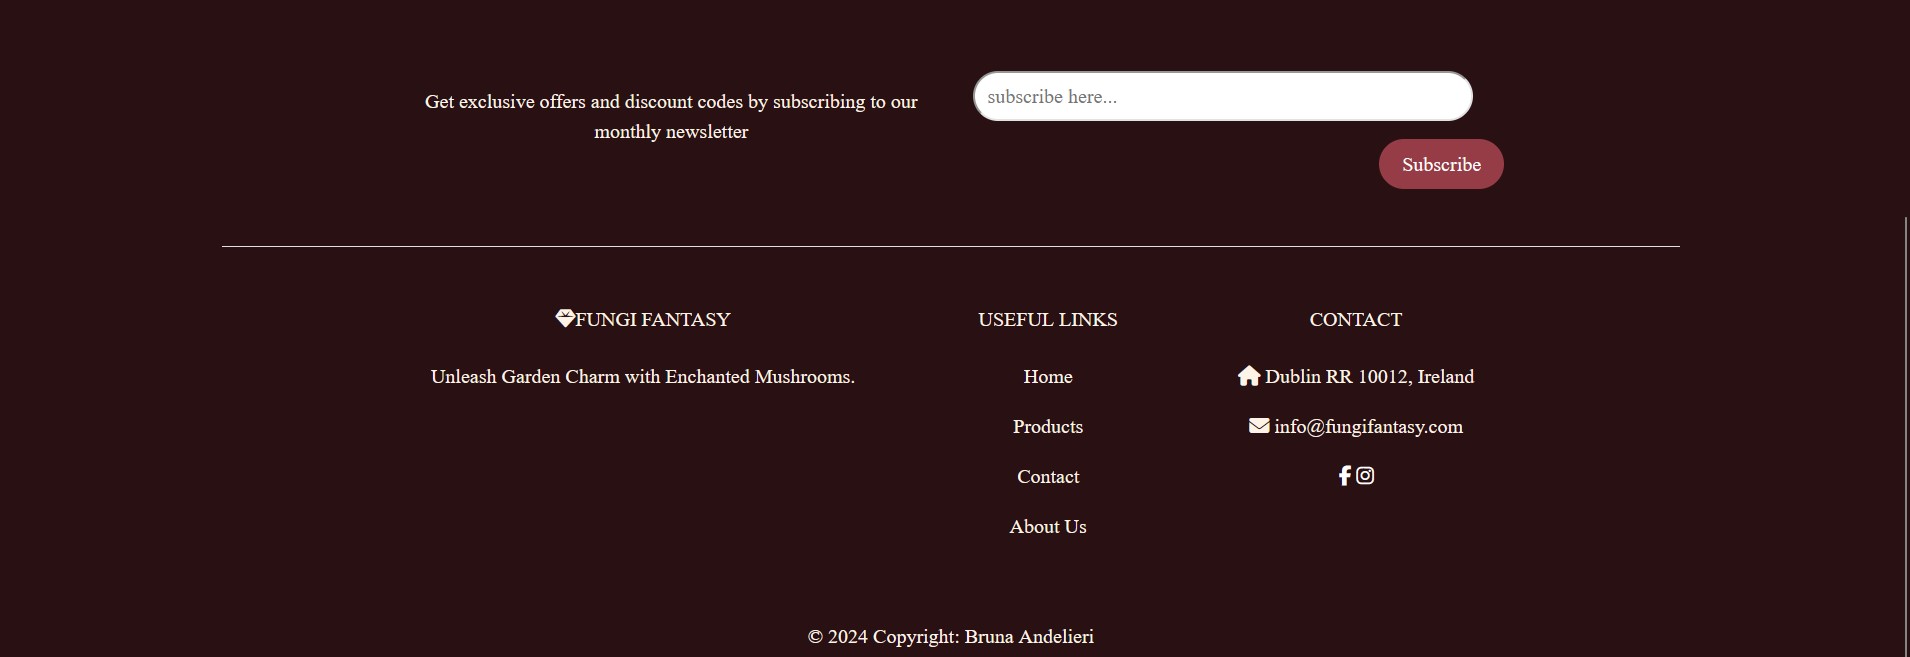 Get exclusive offers and discount codes by subscribing to our
monthly newsletter
subscribe here...
Subscribe
FUNGI FANTASY
Unleash Garden Charm with Enchanted Mushrooms.
USEFUL LINKS
Home
Products
Contact
About Us
CONTACT
Dublin RR 10012, Ireland
info@fungifantasy.com
© 2024 Copyright: Bruna Andelieri